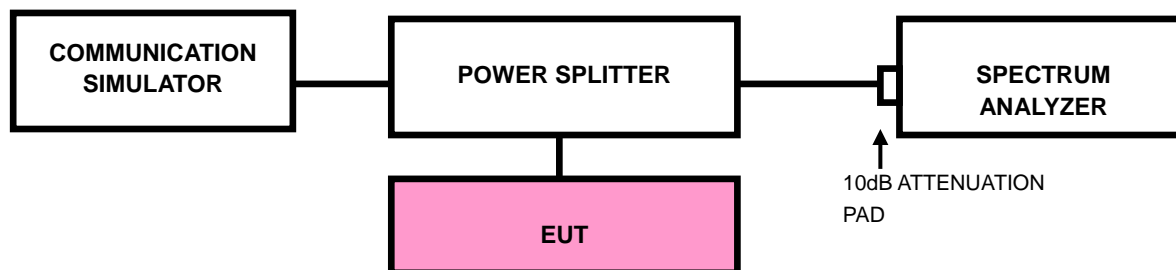 COMMUNICATION
SIMULATOR
POWER SPLITTER
SPECTRUM
ANALYZER
10dB ATTENUATION
PAD
EUT